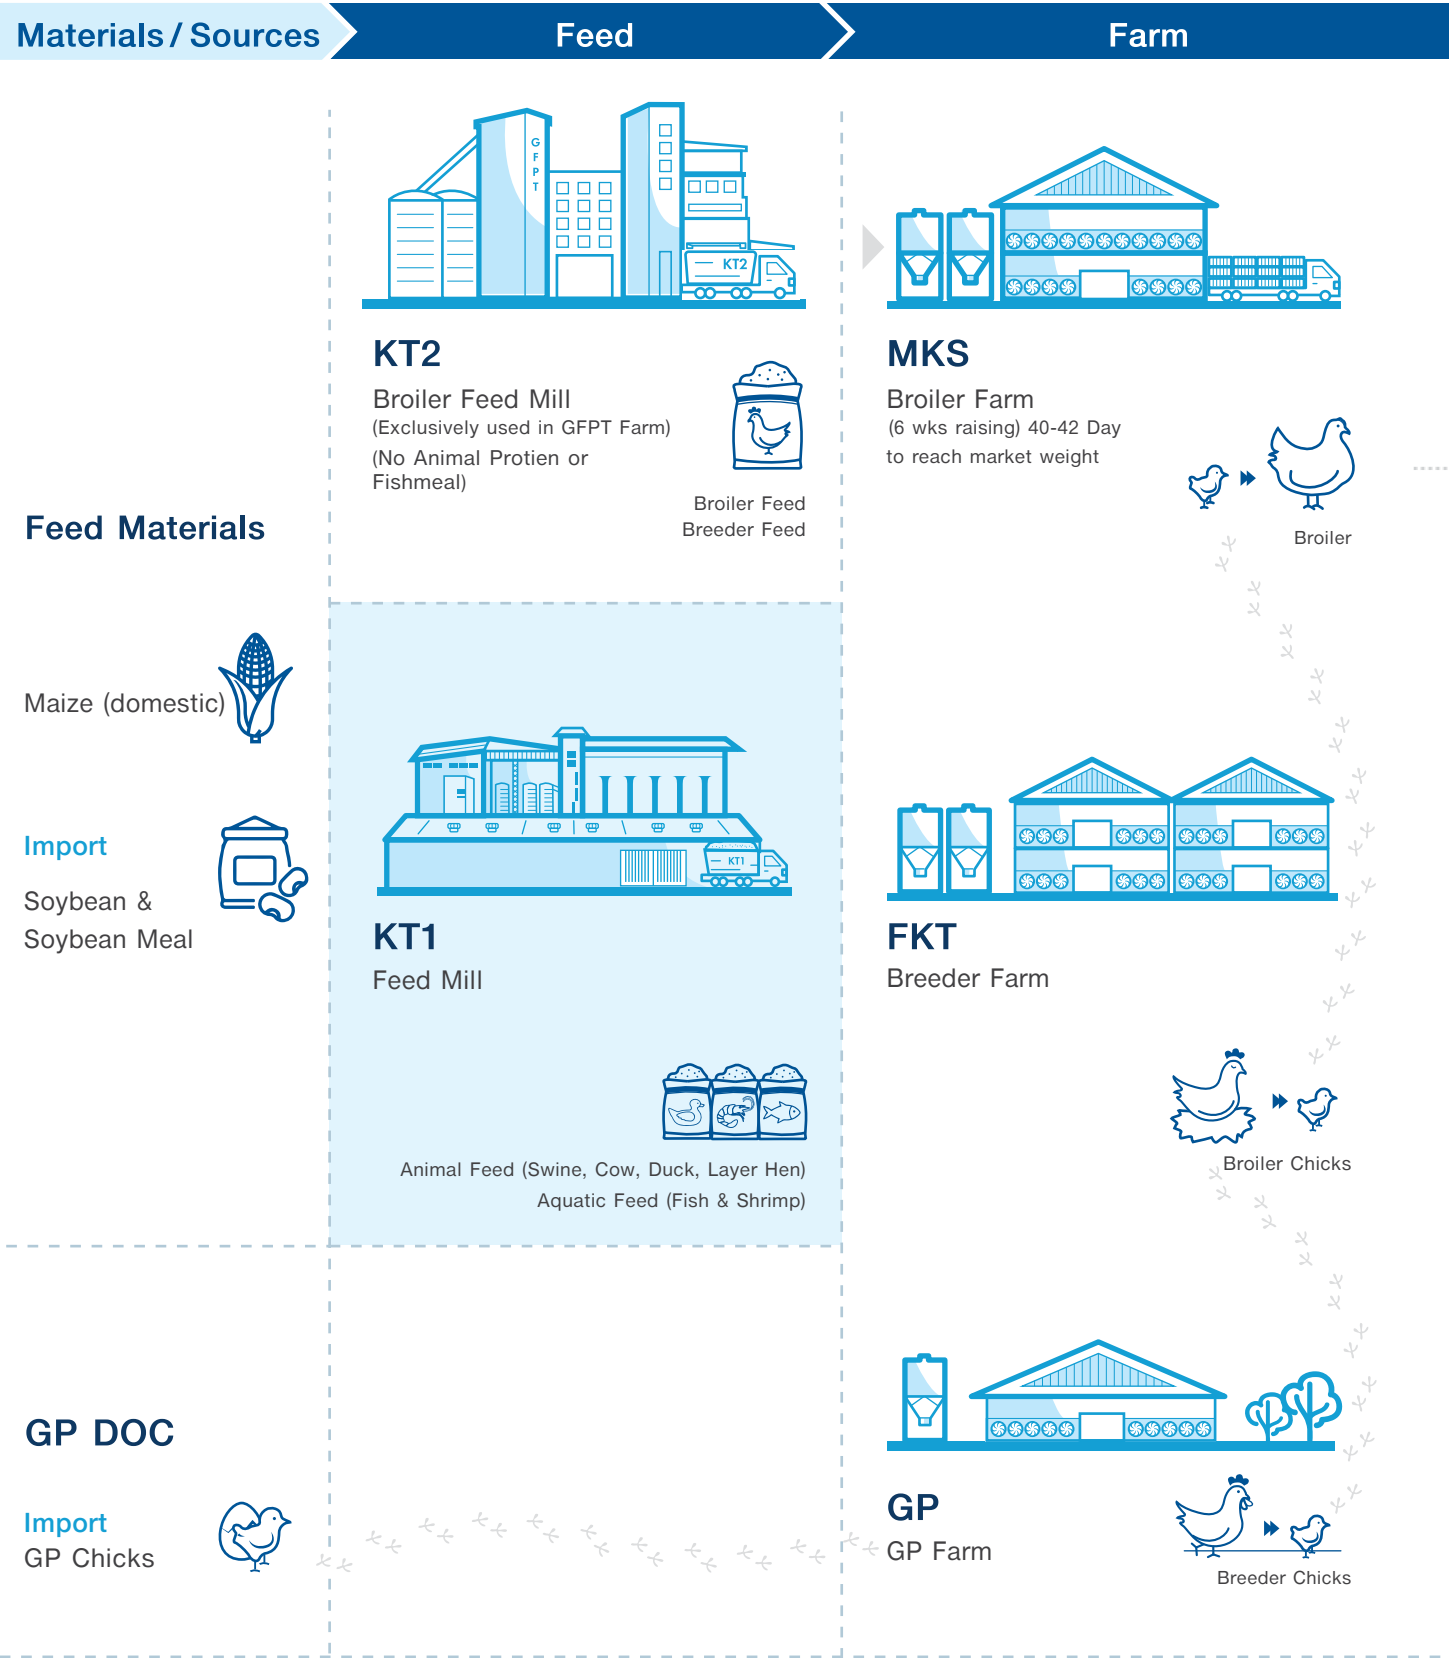 Materials / Sources
Feed
Farm
Feed Materials
Maize (domestic)
Import
Soybean &
Soybean Meal
GP DOC
Import
GP Chicks
GFPT
KT2
KT2
Broiler Feed Mill
(Exclusively used in GFPT Farm)
(No Animal Protien or
Fishmeal)
Broiler Feed
Breeder Feed
KT1
KT1
Feed Mill
Animal Feed (Swine, Cow, Duck, Layer Hen)
Aquatic Feed (Fish & Shrimp)
MKS
Broiler Farm
(6 wks raising) 40-42 Day
to reach market weight
Broiler
FKT
Breeder Farm
Broiler Chicks
GP
GP Farm
Breeder Chicks